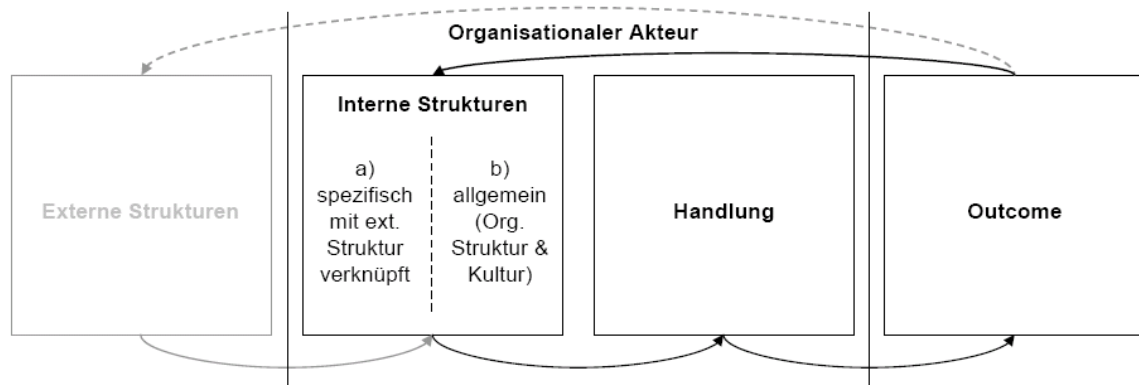 Organisationaler Akteur
Externe Strukturen
Interne Strukturen
a)
spezifisch
mit ext.
Struktur
verknüpft
b)
allgemein
(Org.
Struktur &
Kultur)
Handlung
Outcome